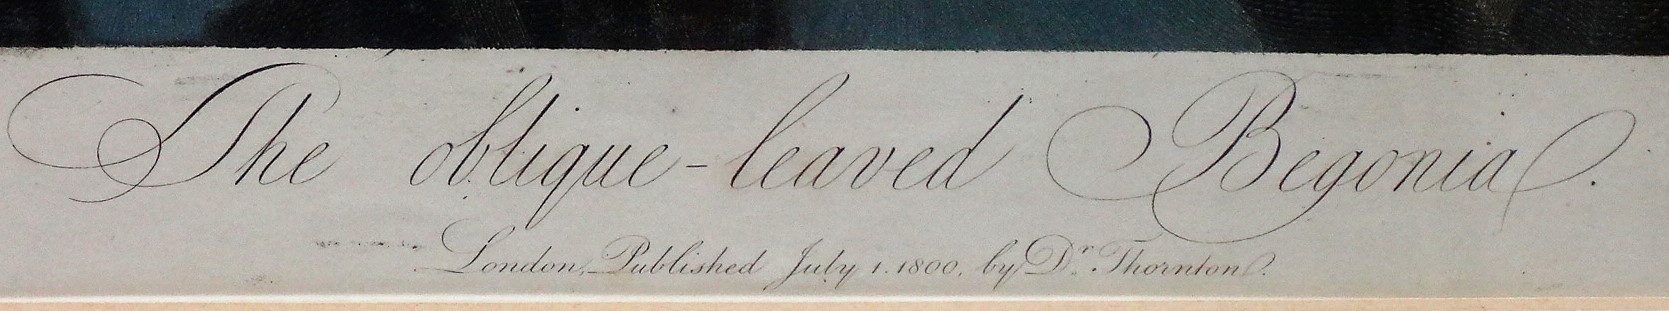 The oblique-leaved Begonia.
London, Published July 1. 1800. by Dr. Thornton.